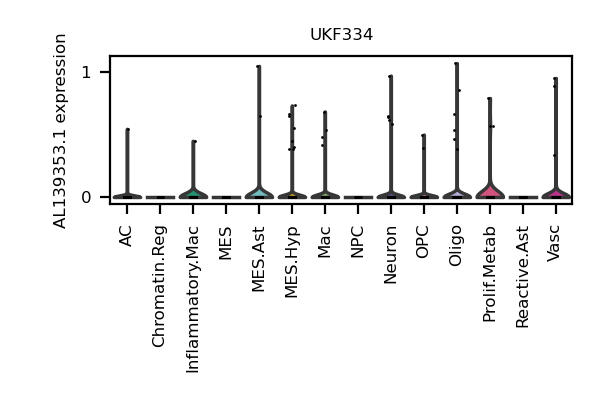 UKF334
AL139353.1 expression
1
0
AC
Chromatin.Reg
Inflammatory.Mac
MES
MES.Ast
MES.Hyp
Mac
NPC
Neuron
OPC
Oligo
Prolif.Metab
Reactive.Ast
Vasc